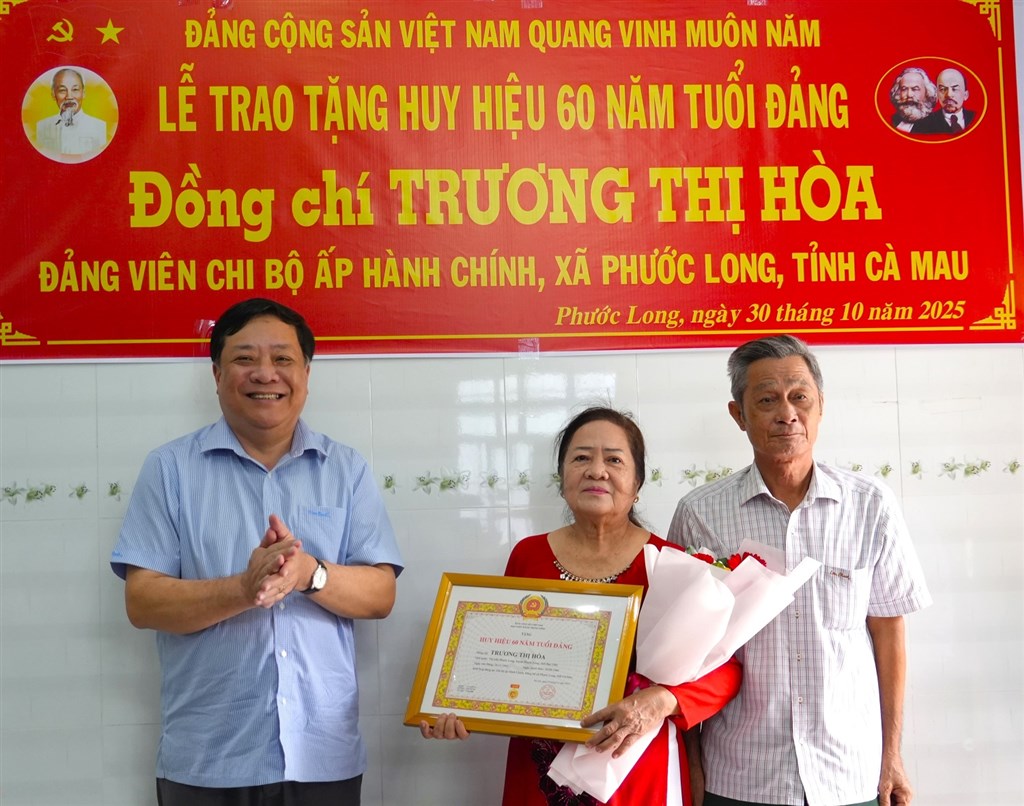 ĐẢNG CỘNG SẢN VIỆT NAM QUANG VINH MUÔN NĂM
LỄ TRAO TẶNG HUY HIỆU 60 NĂM TUỔI ĐẢNG
Đồng chí TRƯƠNG THỊ HÒA
ĐẢNG VIÊN CHI BỘ ẤP HÀNH CHÍNH, XÃ PHƯỚC LONG, TỈNH CÀ MAU
Phước Long, ngày 30 tháng 10 năm 2025
TẶNG
HUY HIỆU 60 NĂM TUỔI ĐẢNG
TRƯƠNG THỊ HÒA